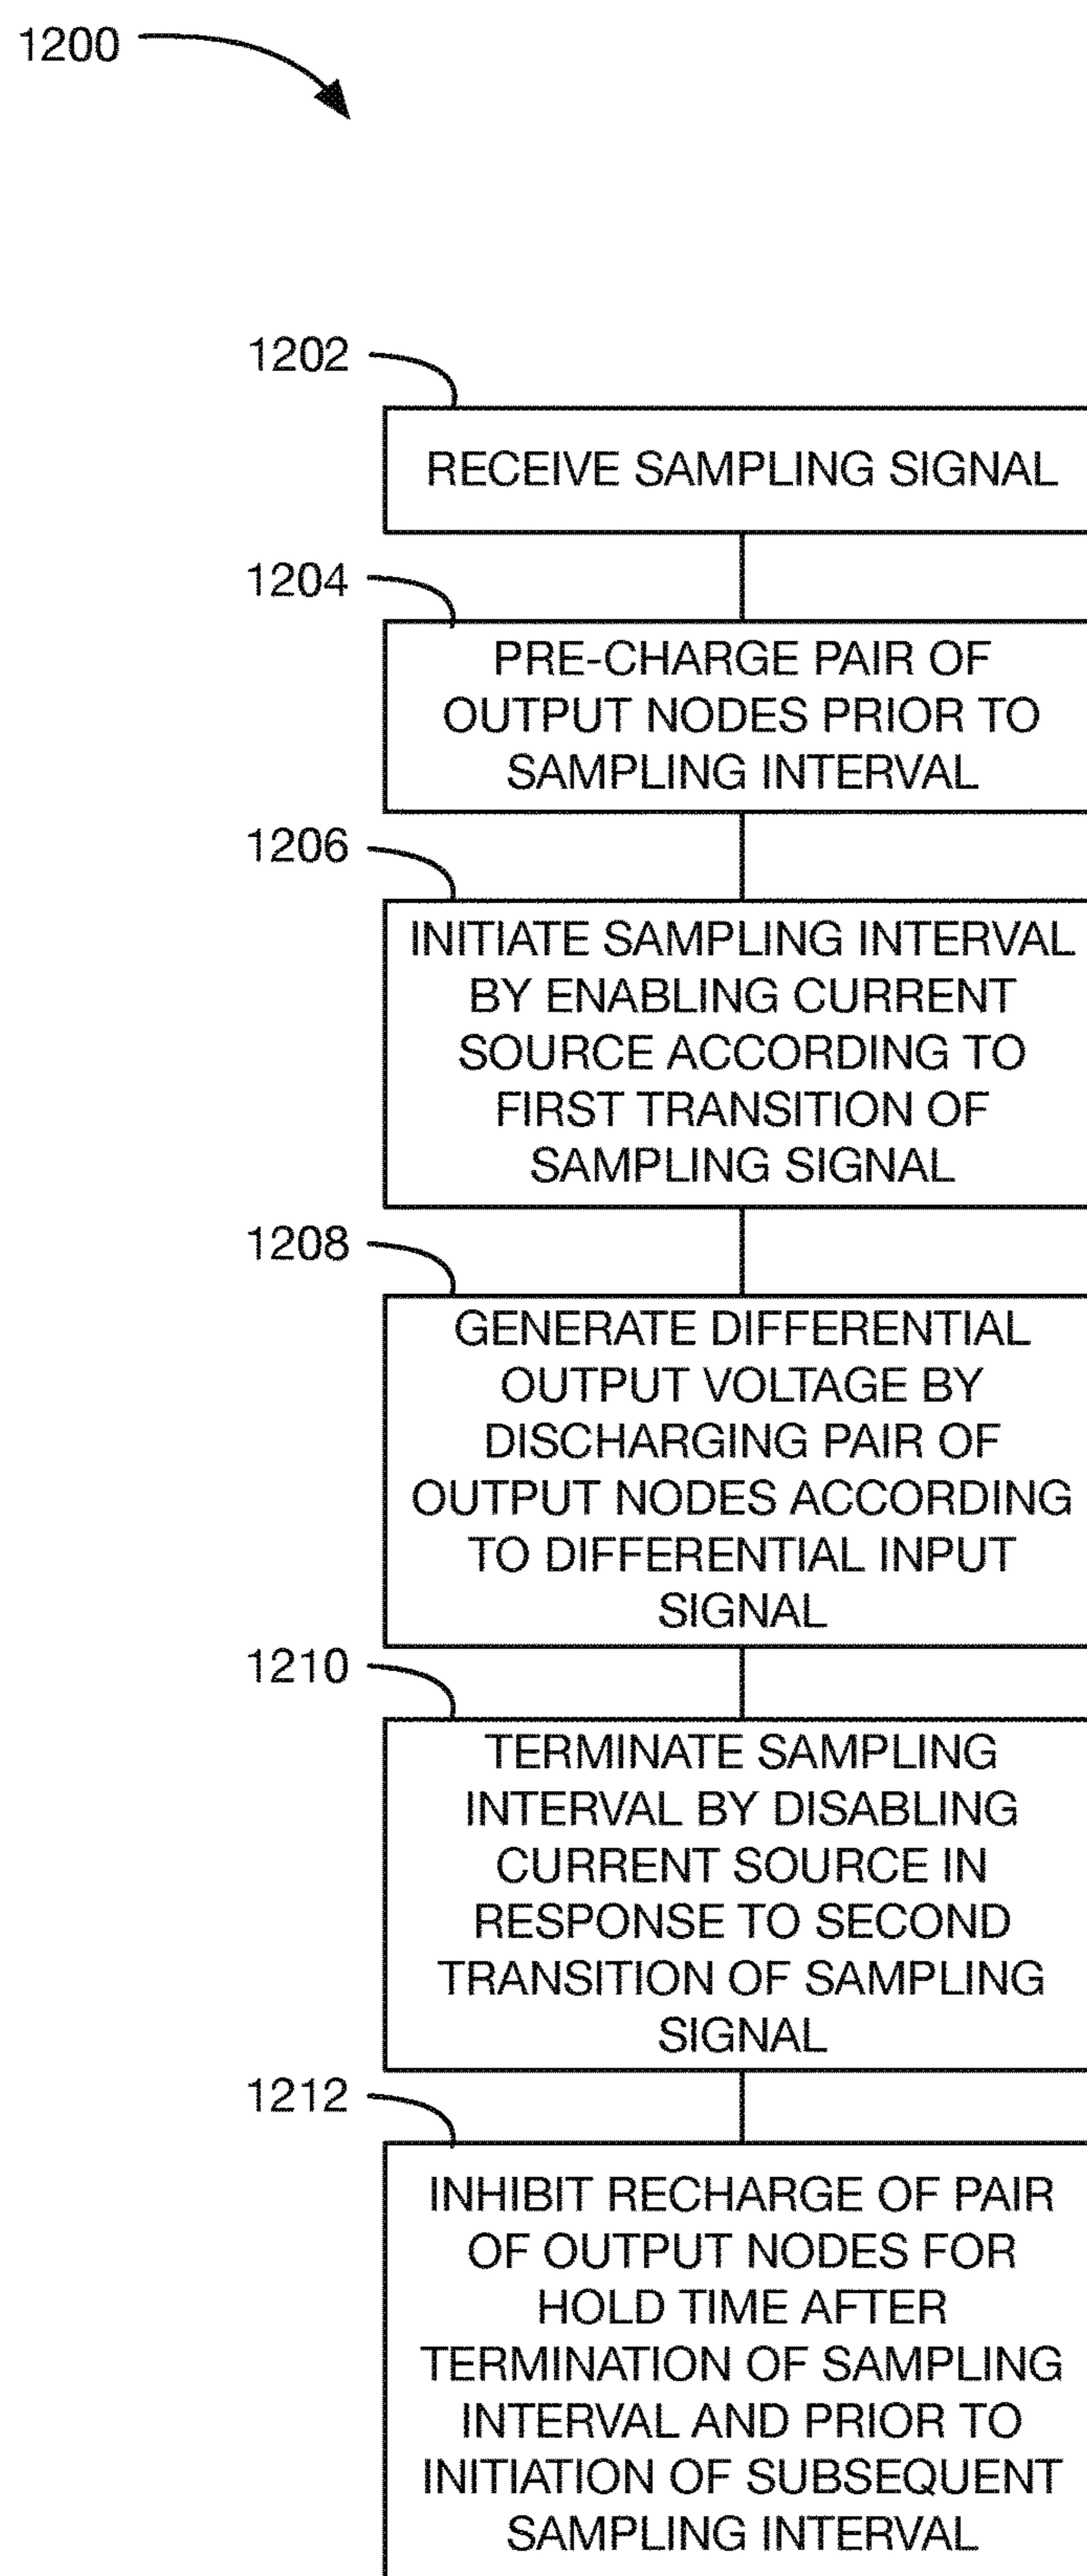 1200
1202
RECEIVE SAMPLING SIGNAL
1204
PRE-CHARGE PAIR OF
OUTPUT NODES PRIOR TO
SAMPLING INTERVAL
1206
INITIATE SAMPLING INTERVAL
BY ENABLING CURRENT
SOURCE ACCORDING TO
FIRST TRANSITION OF
SAMPLING SIGNAL
1208
GENERATE DIFFERENTIAL
OUTPUT VOLTAGE BY
DISCHARGING PAIR OF
OUTPUT NODES ACCORDING
TO DIFFERENTIAL INPUT
SIGNAL
1210
TERMINATE SAMPLING
INTERVAL BY DISABLING
CURRENT SOURCE IN
RESPONSE TO SECOND
TRANSITION OF SAMPLING
SIGNAL
1212
INHIBIT RECHARGE OF PAIR
OF OUTPUT NODES FOR
HOLD TIME AFTER
TERMINATION OF SAMPLING
INTERVAL AND PRIOR TO
INITIATION OF SUBSEQUENT
SAMPLING INTERVAL